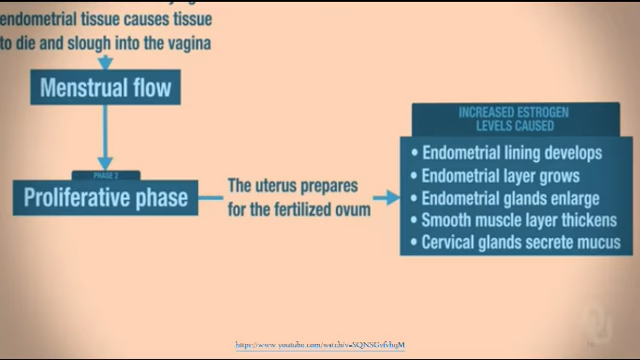 endometrial tissue causes tissue
to die and slough into the vagina
Menstrual flow
PHASE 2
Proliferative phase
The uterus prepares
for the fertilized ovum
INCREASED ESTROGEN
LEVELS CAUSED
• Endometrial lining develops
• Endometrial layer grows
• Endometrial glands enlarge
• Smooth muscle layer thickens
• Cervical glands secrete mucus